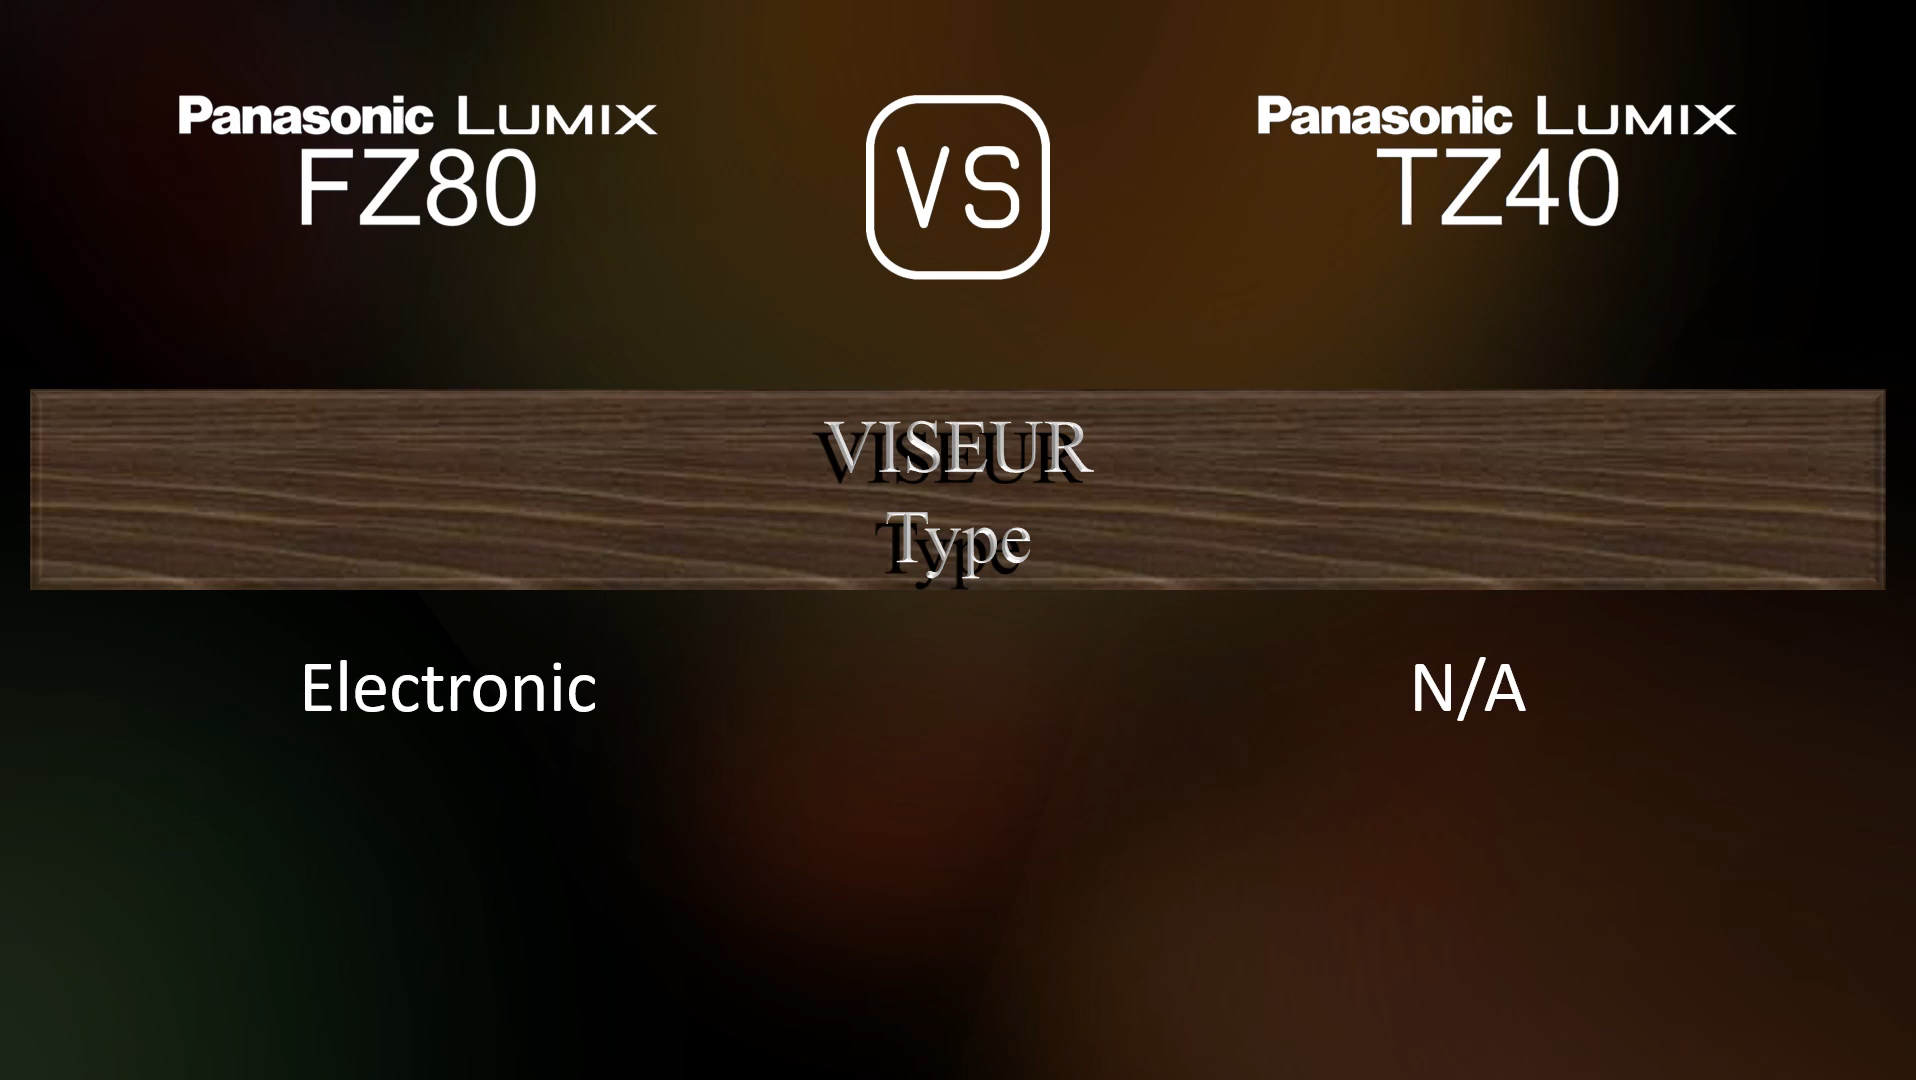 Panasonic LUMIX
FZ80
VS
Panasonic LUMIX
TZ40
VISEUR
Type
Electronic
N/A